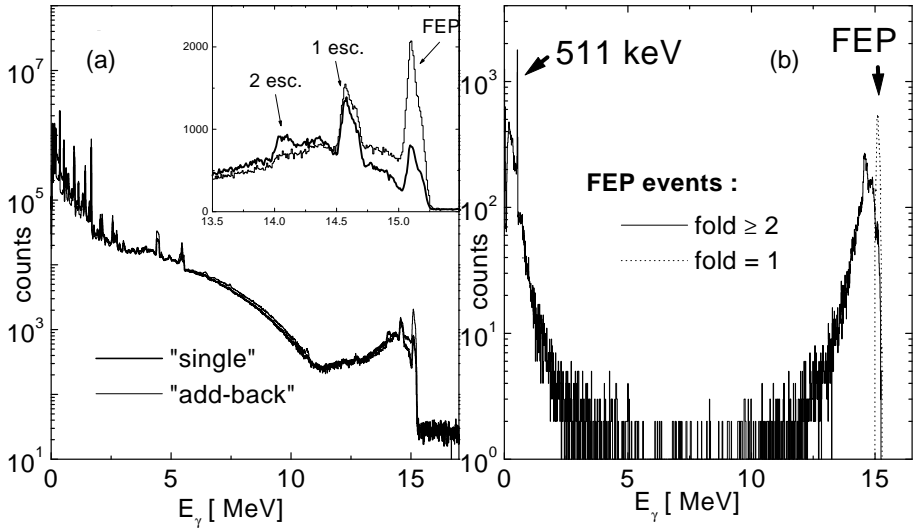 (a)
10^7
10^5
10^3
10^1
counts
0
5
10
15
E_γ [ MeV]
"single"
"add-back"
2000
1000
0
13.5
14.0
14.5
15.0
2 esc.
1 esc.
FEP
(b)
10^3
10^2
10^1
10^0
counts
0
5
10
15
E_γ [ MeV]
511 keV
FEP
FEP events :
fold ≥ 2
fold = 1